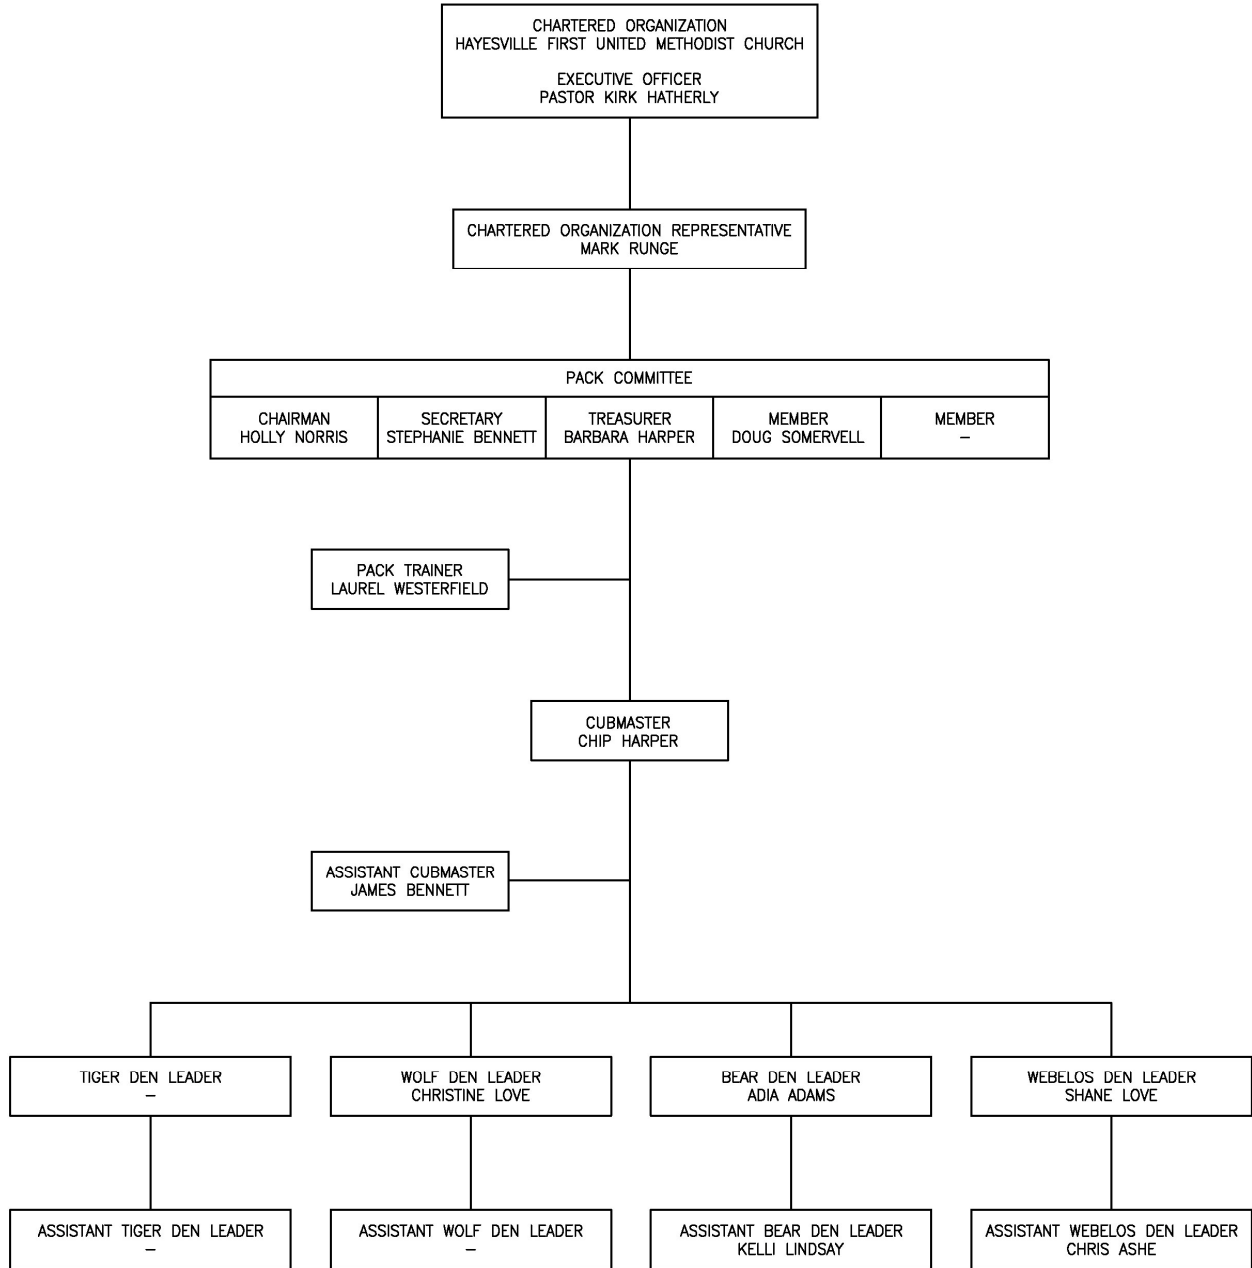 CHARTERED ORGANIZATION
HAYESVILLE FIRST UNITED METHODIST CHURCH
EXECUTIVE OFFICER
PASTOR KIRK HATHERLY
CHARTERED ORGANIZATION REPRESENTATIVE
MARK RUNGE
PACK COMMITTEE
CHAIRMAN
HOLLY NORRIS
SECRETARY
STEPHANIE BENNETT
TREASURER
BARBARA HARPER
MEMBER
DOUG SOMERVELL
MEMBER
–
PACK TRAINER
LAUREL WESTERFIELD
CUBMASTER
CHIP HARPER
ASSISTANT CUBMASTER
JAMES BENNETT
TIGER DEN LEADER
–
WOLF DEN LEADER
CHRISTINE LOVE
BEAR DEN LEADER
ADIA ADAMS
WEBELOS DEN LEADER
SHANE LOVE
ASSISTANT TIGER DEN LEADER
–
ASSISTANT WOLF DEN LEADER
–
ASSISTANT BEAR DEN LEADER
KELLI LINDSAY
ASSISTANT WEBELOS DEN LEADER
CHRIS ASHE